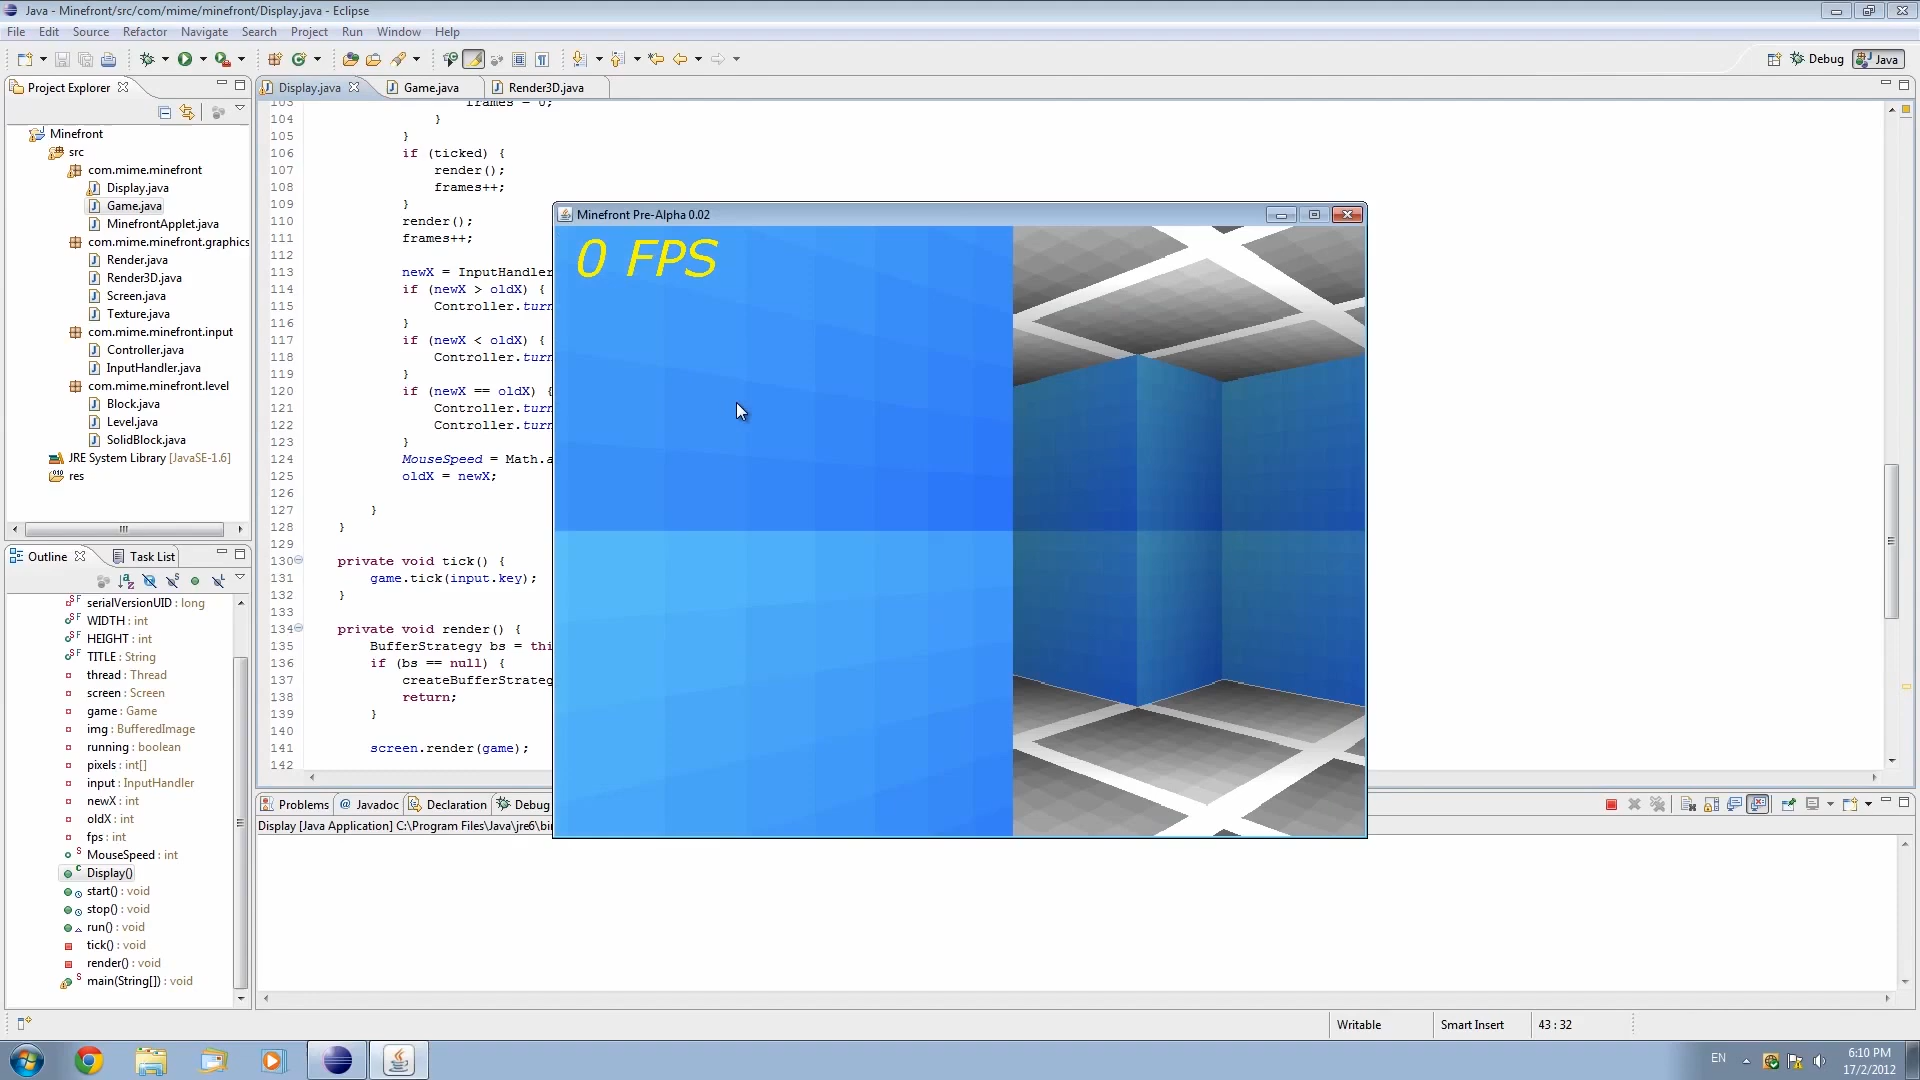 Java - Minefront/src/com/mime/minefront/Display.java - Eclipse
File Edit Source Refactor Navigate Search Project Run Window Help
Debug Java
Project Explorer
Minefront
src
com.mime.minefront
Display.java
Game.java
MinefrontApplet.java
com.mime.minefront.graphics
Render.java
Render3D.java
Screen.java
Texture.java
com.mime.minefront.input
Controller.java
InputHandler.java
com.mime.minefront.level
Block.java
Level.java
SolidBlock.java
JRE System Library [JavaSE-1.6]
res
Outline Task List
serialVersionUID : long
WIDTH : int
HEIGHT : int
TITLE : String
thread : Thread
screen : Screen
game : Game
img : BufferedImage
running : boolean
pixels : int[]
input : InputHandler
newX : int
oldX : int
fps : int
MouseSpeed : int
Display()
start() : void
stop() : void
run() : void
tick() : void
render() : void
main(String[]) : void
Display.java Game.java Render3D.java
103 frames = 0;
104 }
105 }
106 if (ticked) {
107 render();
108 frames++;
109 }
110 render();
111 frames++;
112
113 newX = InputHandler
114 if (newX > oldX) {
115 Controller.turn
116 }
117 if (newX < oldX) {
118 Controller.turn
119 }
120 if (newX == oldX) {
121 Controller.turn
122 Controller.turn
123 }
124 MouseSpeed = Math.a
125 oldX = newX;
126
127 }
128 }
129
130 private void tick() {
131 game.tick(input.key);
132 }
133
134 private void render() {
135 BufferStrategy bs = thi
136 if (bs == null) {
137 createBufferStrateg
138 return;
139 }
140
141 screen.render(game);
142
Minefront Pre-Alpha 0.02
0 FPS
Problems Javadoc Declaration Debug
Display [Java Application] C:\Program Files\Java\jre6\bi
Writable Smart Insert 43 : 32
EN 6:10 PM
17/2/2012